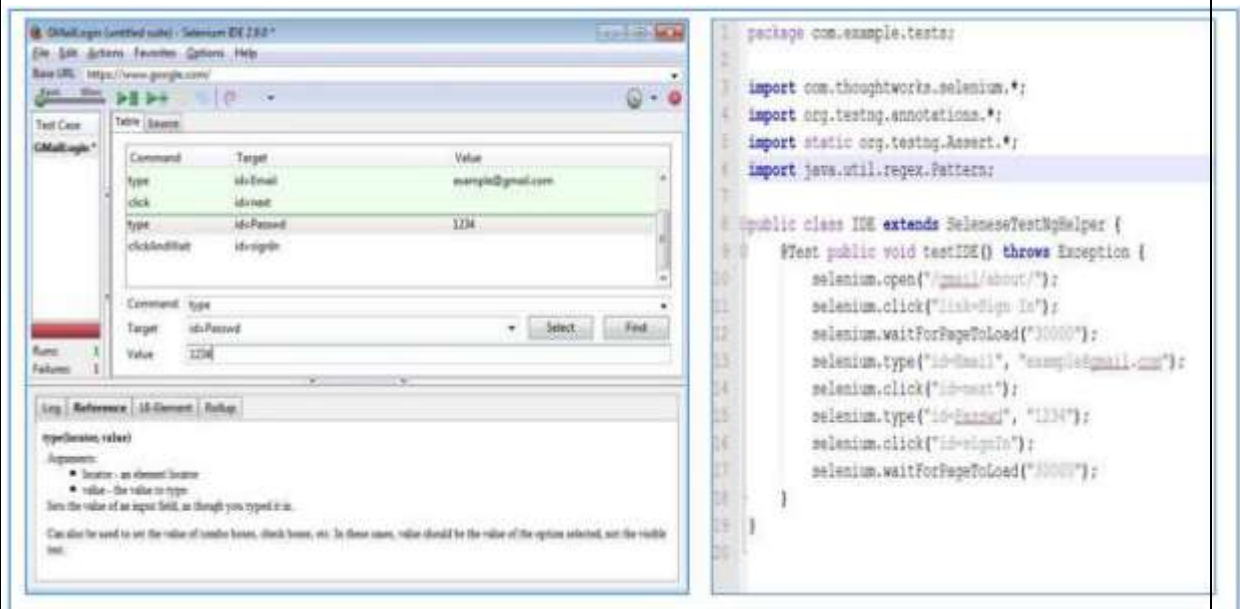 GMailLogin (untitled suite) - Selenium IDE 2.9.0 *
File Edit Actions Favorites Options Help
Base URL https://www.google.com/
Fast Slow
Test Case
GMailLogin *
Table Source
Command Target Value
type id=Email example@gmail.com
click id=next
type id=Passwd 1234
clickAndWait id=signIn
Command type
Target id=Passwd Select Find
Value 1234
Runs: 1
Failures: 1
Log Reference UI-Element Rollup
type(locator, value)
Arguments:
locator - an element locator
value - the value to type
Sets the value of an input field, as though you typed it in.
Can also be used to set the value of combo boxes, check boxes, etc. In these cases, value should be the value of the option selected, not the visible
text.
1 package com.example.tests;
2
3 import com.thoughtworks.selenium.*;
4 import org.testng.annotations.*;
5 import static org.testng.Assert.*;
6 import java.util.regex.Pattern;
7
8 public class IDE extends SeleneseTestNgHelper {
9 @Test public void testIDE() throws Exception {
10 selenium.open("/gmail/about/");
11 selenium.click("link=Sign In");
12 selenium.waitForPageToLoad("30000");
13 selenium.type("id=Email", "example@gmail.com");
14 selenium.click("id=next");
15 selenium.type("id=Passwd", "1234");
16 selenium.click("id=signIn");
17 selenium.waitForPageToLoad("30000");
18 }
19 }
20